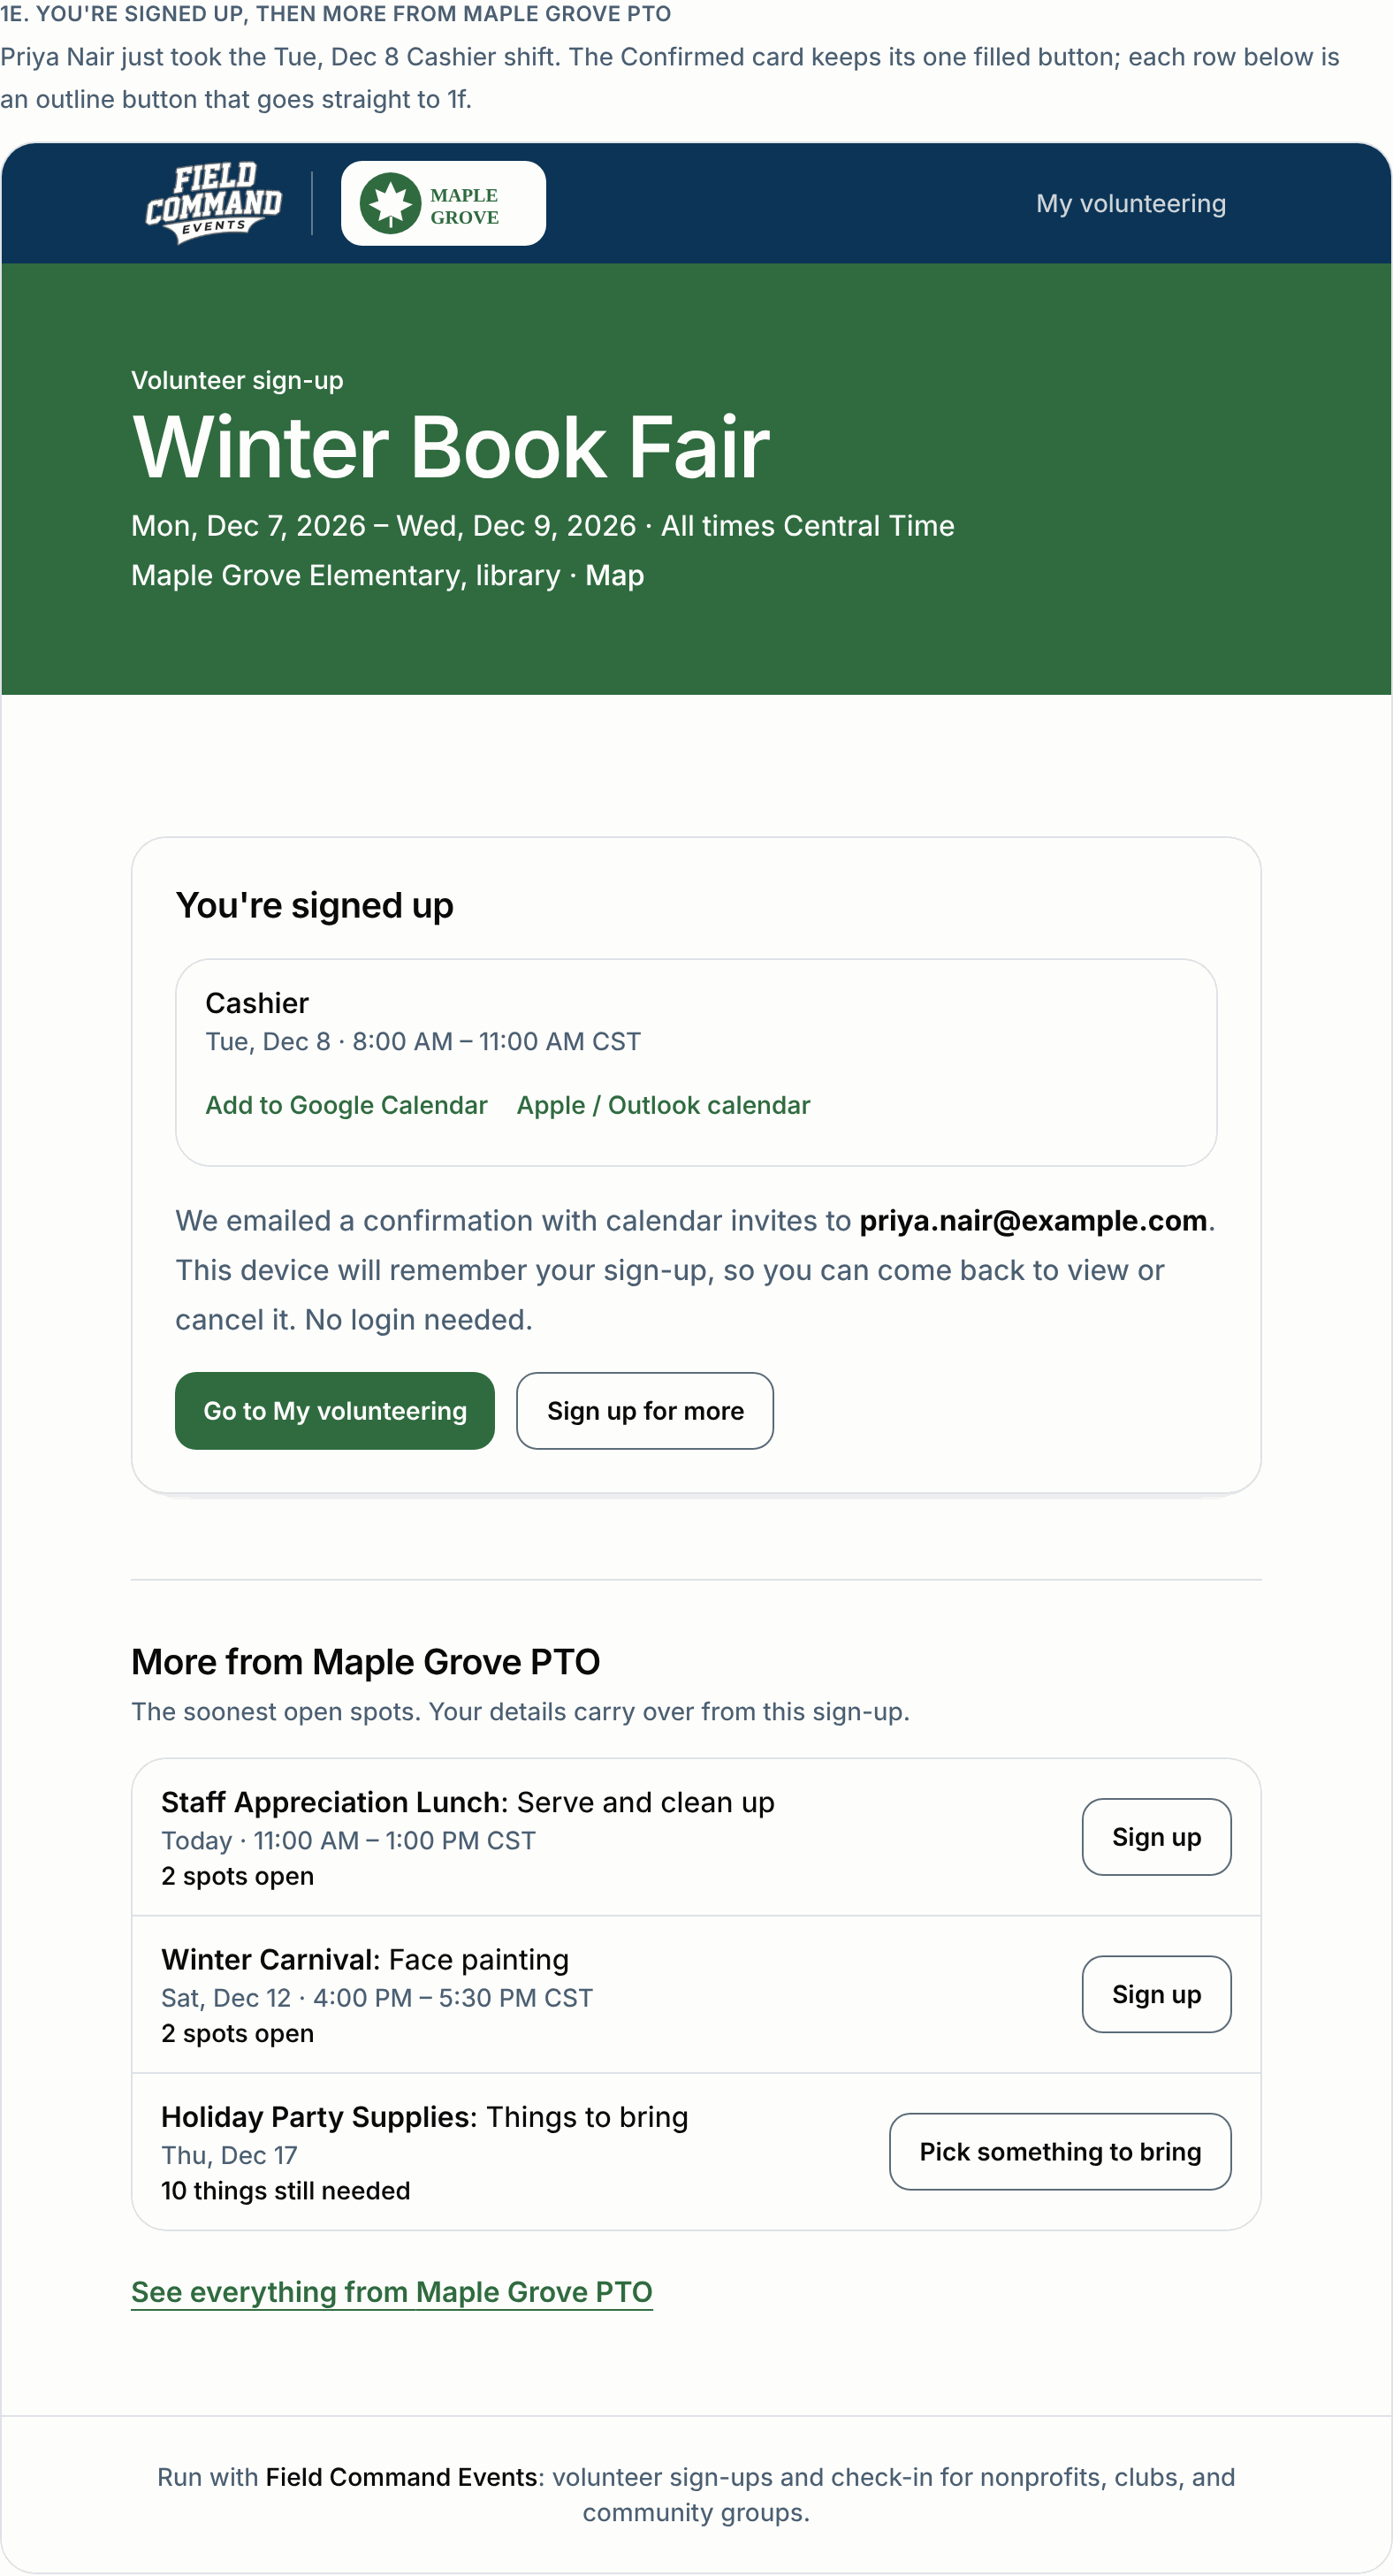 1E. YOU'RE SIGNED UP, THEN MORE FROM MAPLE GROVE PTO
Priya Nair just took the Tue, Dec 8 Cashier shift. The Confirmed card keeps its one filled button; each row below is
an outline button that goes straight to 1f.
FIELD
COMMAND
EVENTS
MAPLE
GROVE
My volunteering
Volunteer sign-up
Winter Book Fair
Mon, Dec 7, 2026 – Wed, Dec 9, 2026 · All times Central Time
Maple Grove Elementary, library · Map
You're signed up
Cashier
Tue, Dec 8 · 8:00 AM – 11:00 AM CST
Add to Google Calendar Apple / Outlook calendar
We emailed a confirmation with calendar invites to priya.nair@example.com.
This device will remember your sign-up, so you can come back to view or
cancel it. No login needed.
Go to My volunteering Sign up for more
More from Maple Grove PTO
The soonest open spots. Your details carry over from this sign-up.
Staff Appreciation Lunch: Serve and clean up
Today · 11:00 AM – 1:00 PM CST
2 spots open
Sign up
Winter Carnival: Face painting
Sat, Dec 12 · 4:00 PM – 5:30 PM CST
2 spots open
Sign up
Holiday Party Supplies: Things to bring
Thu, Dec 17
10 things still needed
Pick something to bring
See everything from Maple Grove PTO
Run with Field Command Events: volunteer sign-ups and check-in for nonprofits, clubs, and
community groups.